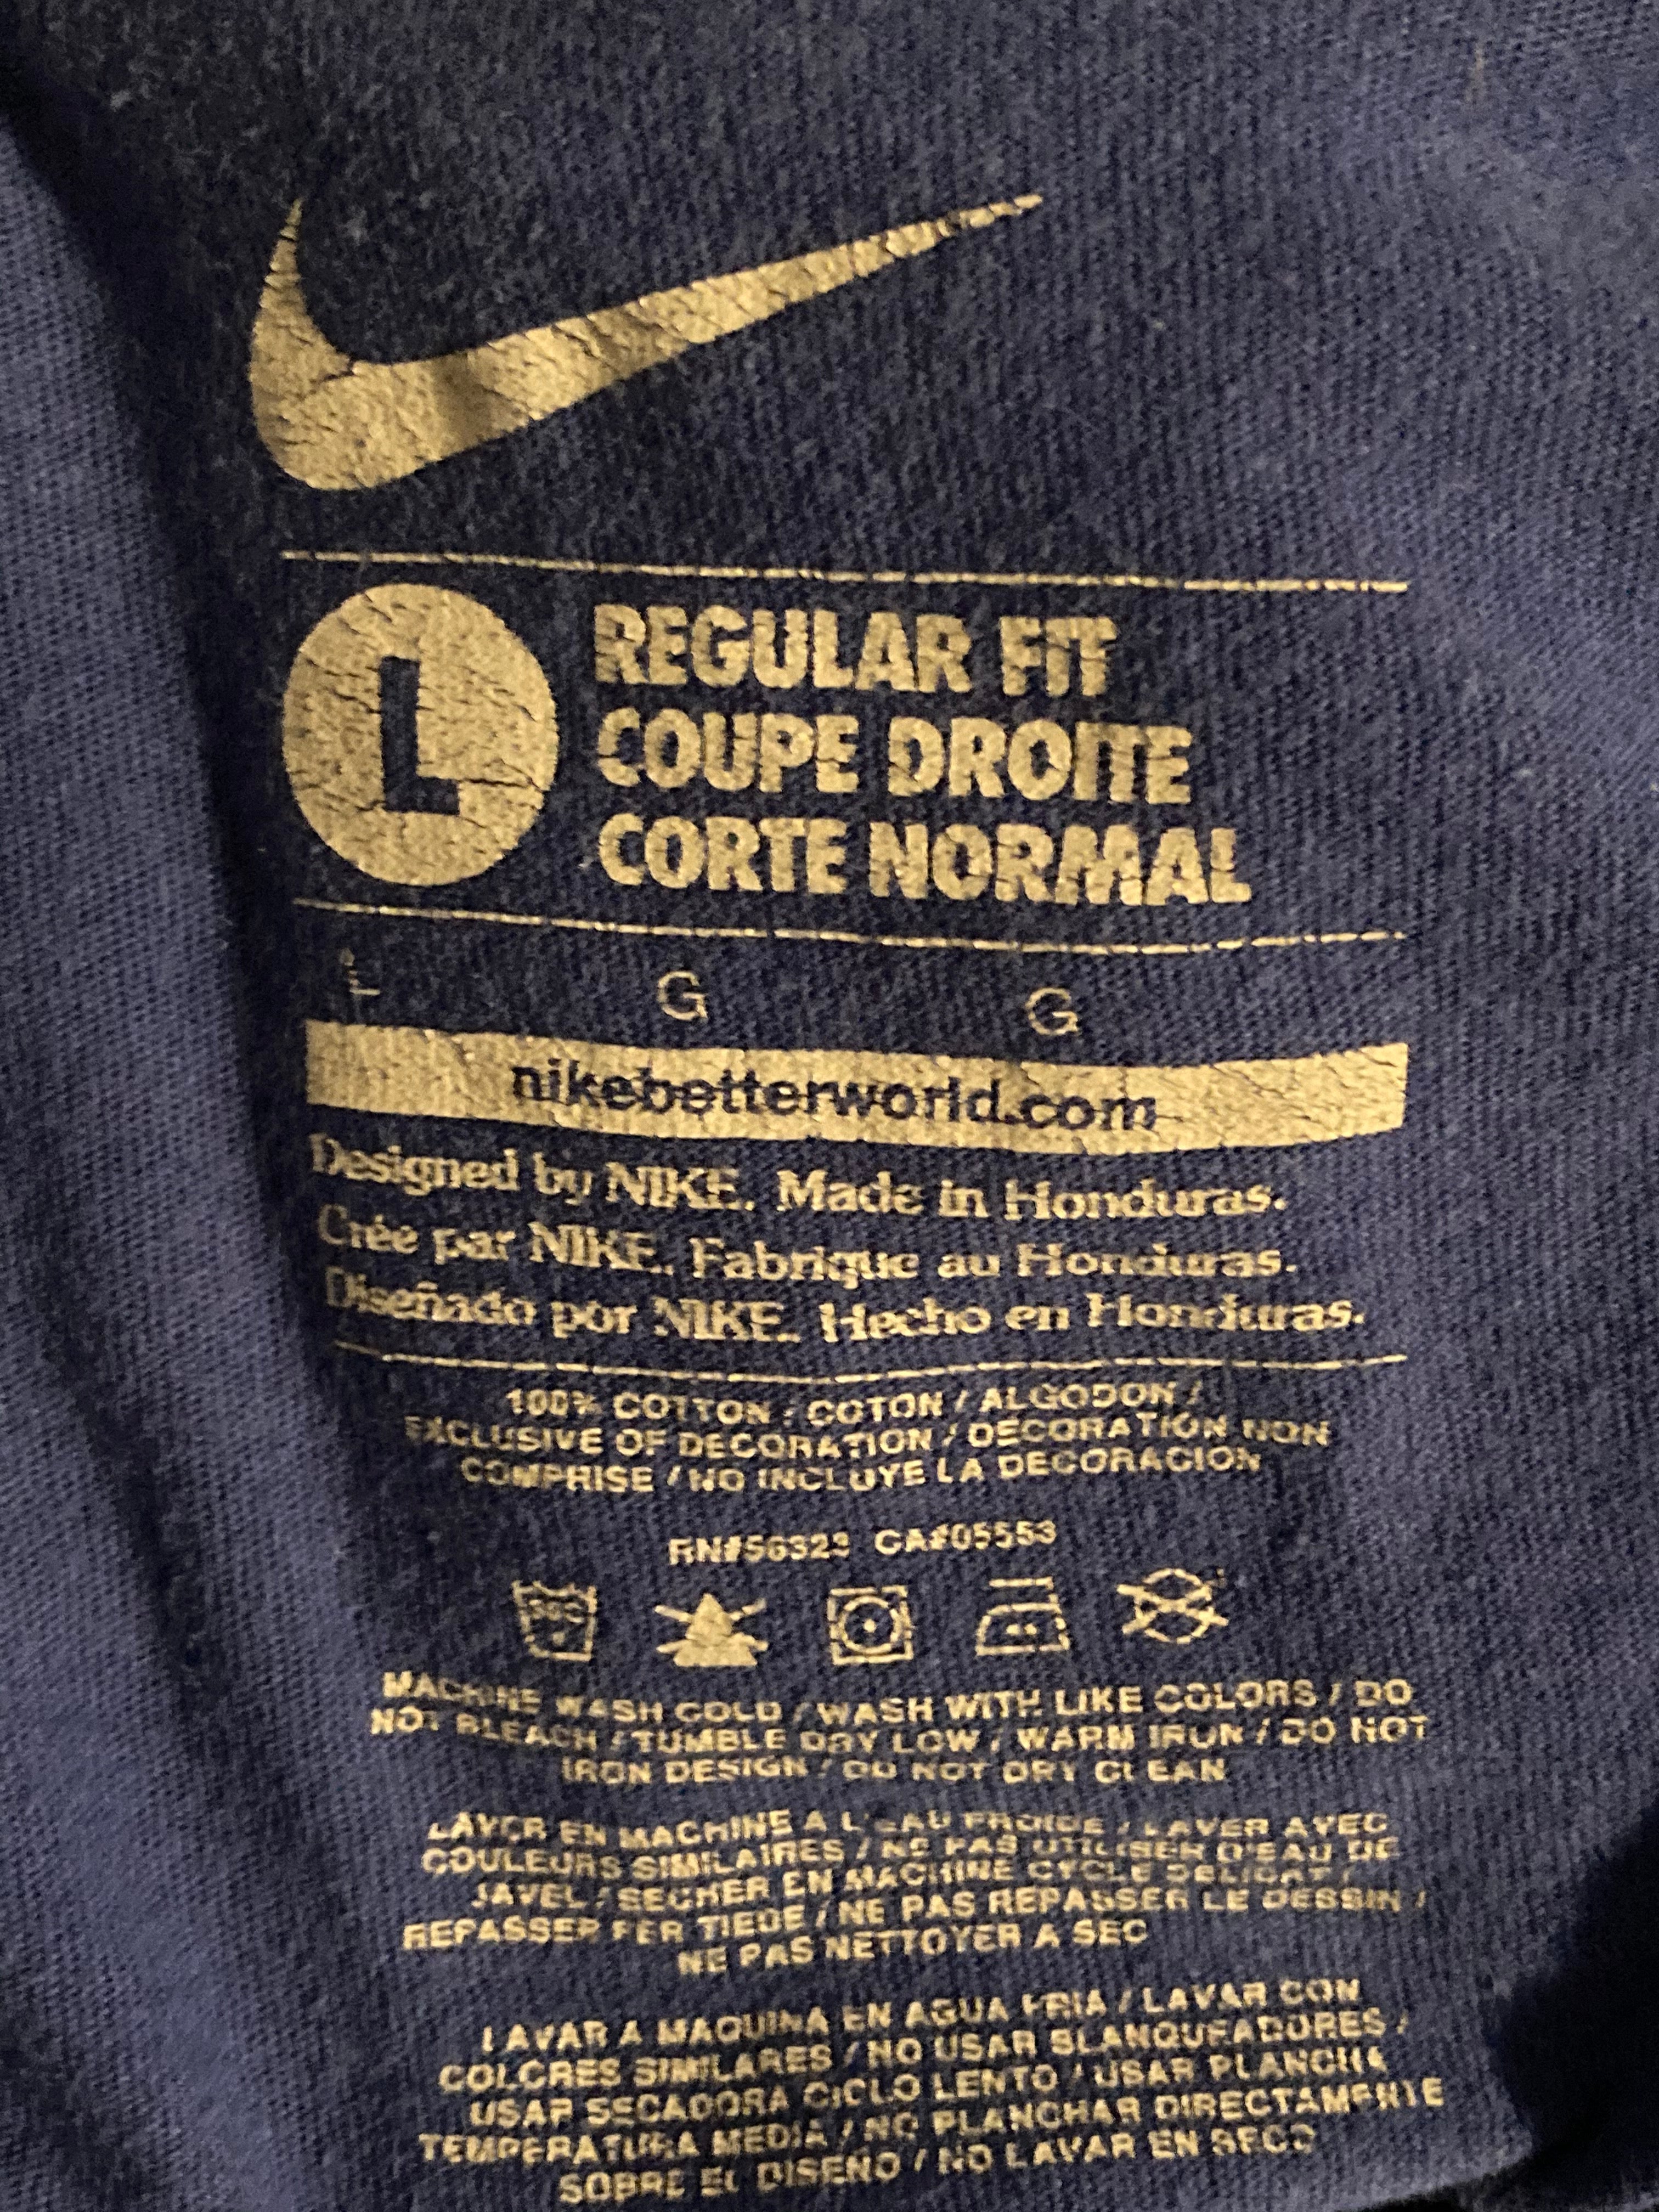 L
REGULAR FIT
COUPE DROITE
CORTE NORMAL
L G G
nikebetterworld.com
Designed by NIKE. Made in Honduras.
Crée par NIKE. Fabrique au Honduras.
Diseñado por NIKE. Hecho en Honduras.
100% COTTON / COTON / ALGODON /
EXCLUSIVE OF DECORATION / DECORATION NON
COMPRISE / NO INCLUYE LA DECORACION
RN#56323 CA#05553
MACHINE WASH COLD / WASH WITH LIKE COLORS / DO
NOT BLEACH / TUMBLE DRY LOW / WARM IRON / DO NOT
IRON DESIGN / DO NOT DRY CLEAN
LAVER EN MACHINE A L'EAU FROIDE / LAVER AVEC
COULEURS SIMILAIRES / NE PAS UTILISER D'EAU DE
JAVEL / SECHER EN MACHINE CYCLE DELICAT /
REPASSER FER TIEDE / NE PAS REPASSER LE DESSIN /
NE PAS NETTOYER A SEC
LAVAR A MAQUINA EN AGUA FRIA / LAVAR CON
COLORES SIMILARES / NO USAR BLANQUEADORES /
USAR SECADORA CICLO LENTO / USAR PLANCHA
TEMPERATURA MEDIA / NO PLANCHAR DIRECTAMENTE
SOBRE EL DISENO / NO LAVAR EN SECO